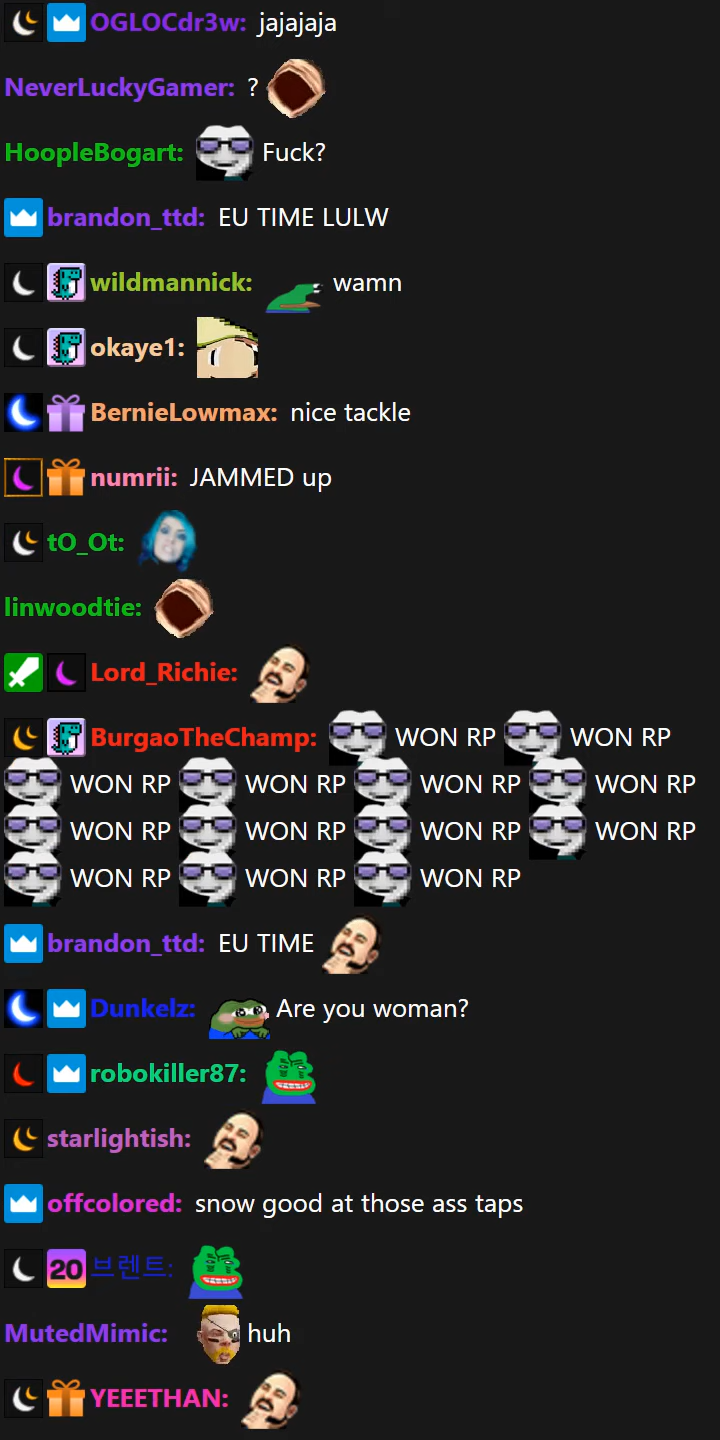 OGLOCdr3w: jajajaja
NeverLuckyGamer: ?
HoopleBogart: Fuck?
brandon_ttd: EU TIME LULW
wildmannick: wamn
okaye1:
BernieLowmax: nice tackle
numrii: JAMMED up
tO_Ot:
linwoodtie:
Lord_Richie:
BurgaoTheChamp: WON RP WON RP
WON RP WON RP WON RP WON RP
WON RP WON RP WON RP WON RP
WON RP WON RP WON RP
brandon_ttd: EU TIME
Dunkelz: Are you woman?
robokiller87:
starlightish:
offcolored: snow good at those ass taps
20 브렌트:
MutedMimic: huh
YEEETHAN: